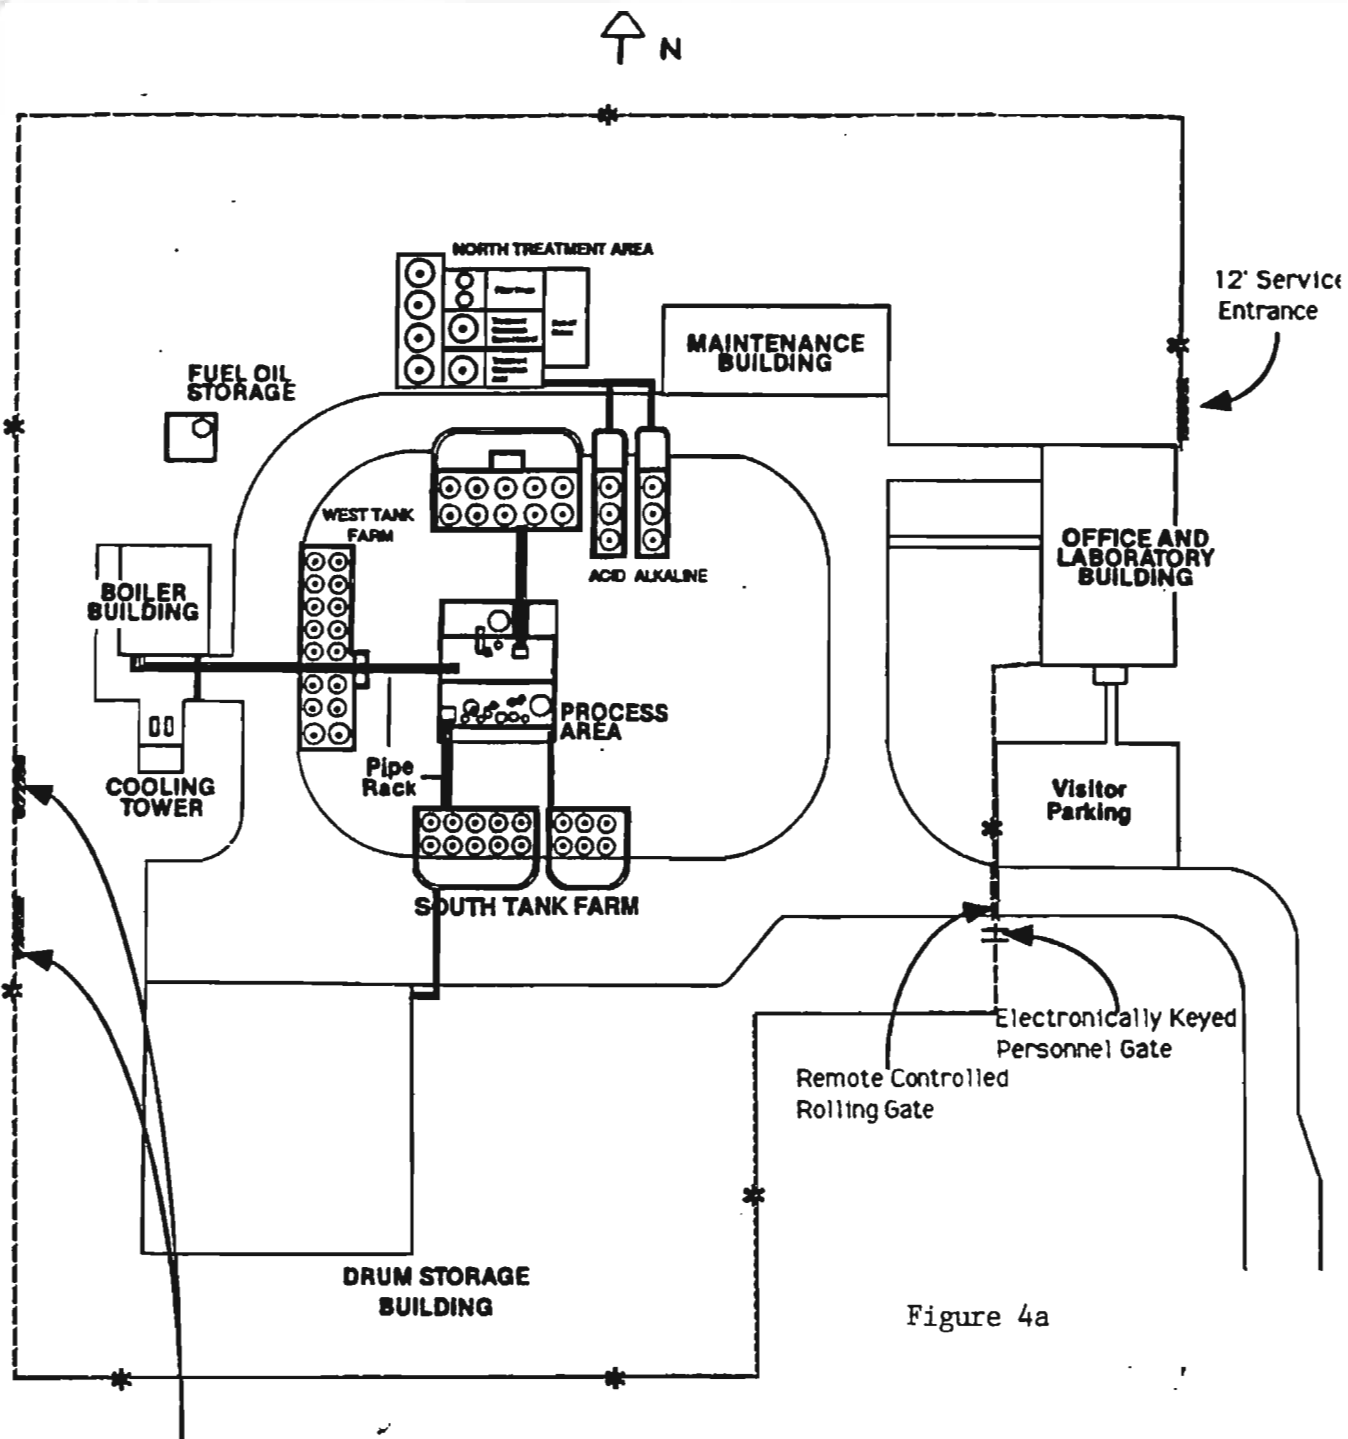 N
NORTH TREATMENT AREA
12' Service
Entrance
MAINTENANCE
BUILDING
FUEL OIL
STORAGE
WEST TANK
FARM
OFFICE AND
LABORATORY
BUILDING
ACID ALKALINE
BOILER
BUILDING
PROCESS
AREA
Pipe
Rack
COOLING
TOWER
Visitor
Parking
SOUTH TANK FARM
Electronically Keyed
Personnel Gate
Remote Controlled
Rolling Gate
DRUM STORAGE
BUILDING
Figure 4a